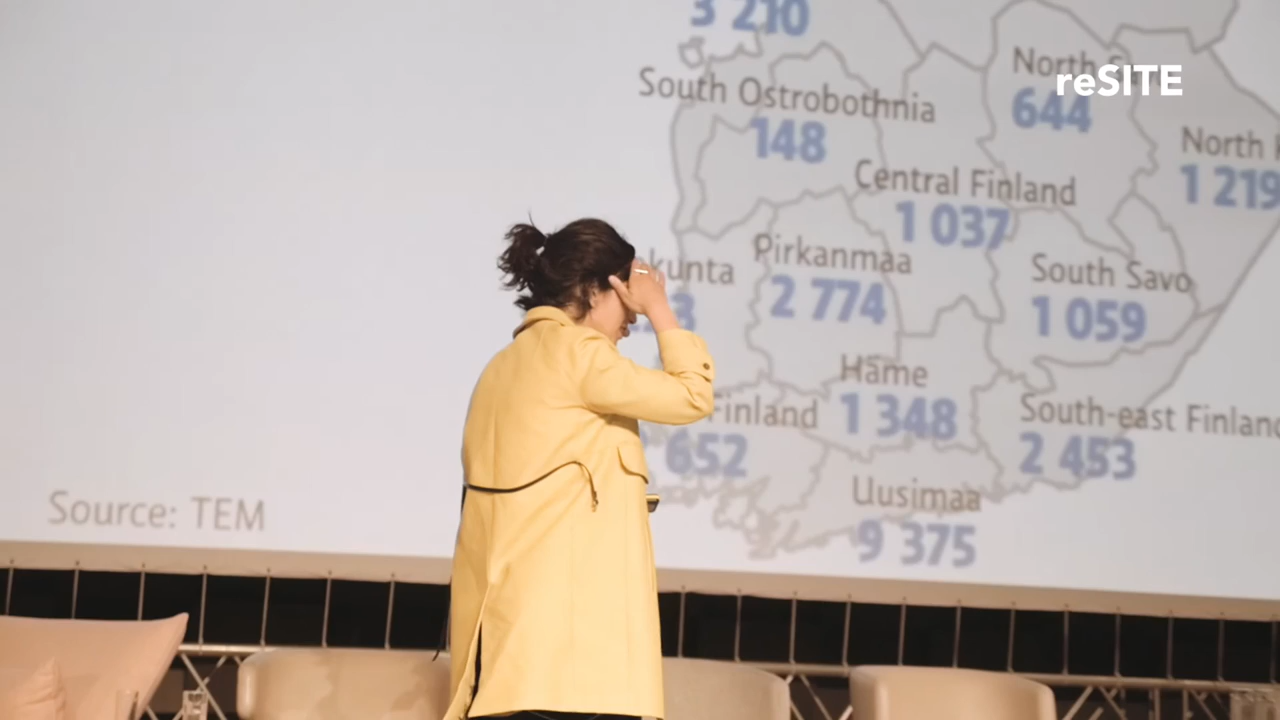 3 210
reSITE
North
South Ostrobothnia
644
148
North
1 219
Central Finland
1 037
Pirkanmaa
kunta
South Savo
2 774
1 059
Häme
Finland
1 348
South-east Finland
652
2 453
Uusimaa
Source: TEM
9 375